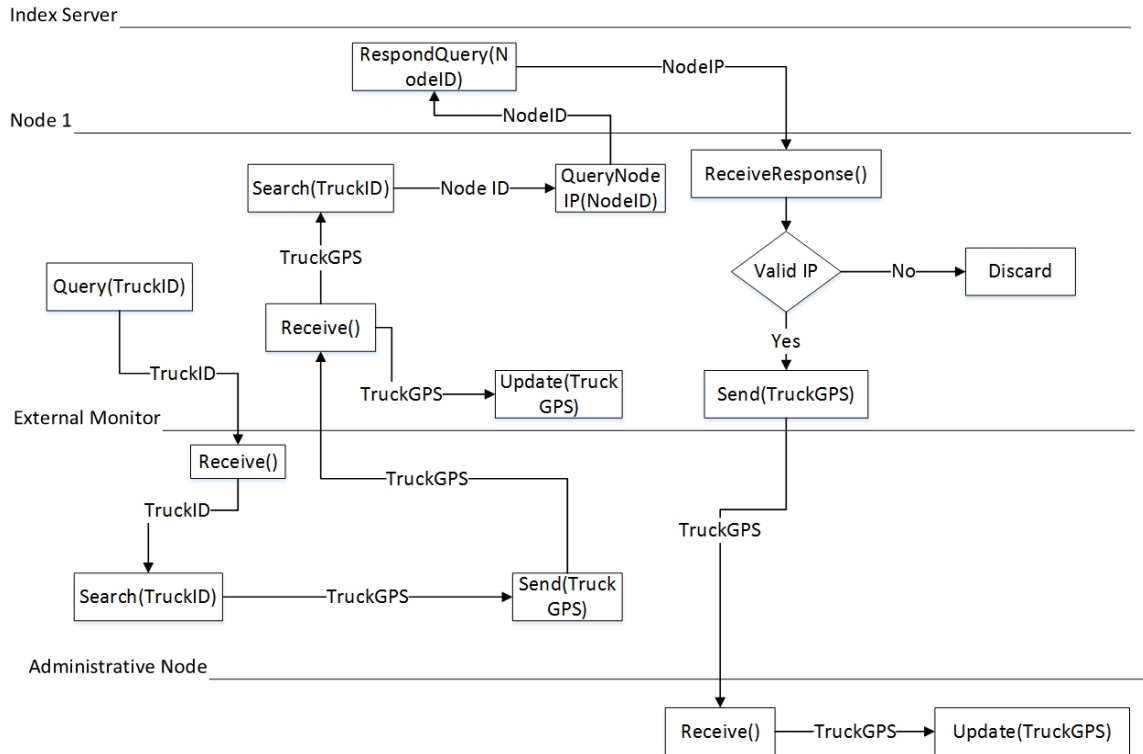 Index Server
RespondQuery(N
odeID)
NodeIP
NodeID
Node 1
Search(TruckID)
Node ID
QueryNode
IP(NodeID)
ReceiveResponse()
TruckGPS
Query(TruckID)
Valid IP
No
Discard
Receive()
Yes
TruckID
TruckGPS
Update(Truck
GPS)
Send(TruckGPS)
External Monitor
Receive()
TruckGPS
TruckID
TruckGPS
Search(TruckID)
TruckGPS
Send(Truck
GPS)
Administrative Node
Receive()
TruckGPS
Update(TruckGPS)